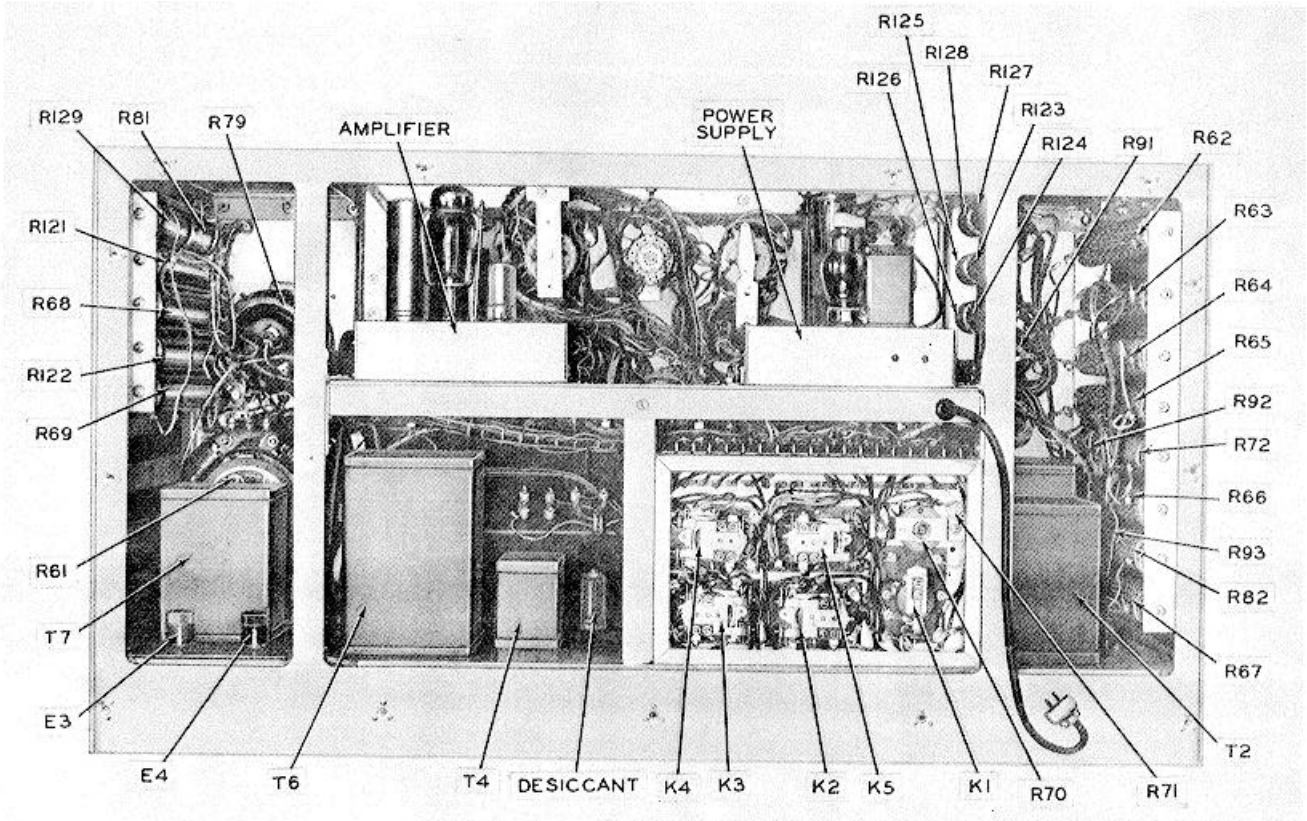 R125
R128
R127
R126
R123
R124
R91
R62
R129
R81
R79
AMPLIFIER
POWER
SUPPLY
R63
R121
R64
R68
R65
R122
R92
R69
R72
R66
R93
R61
R82
T7
R67
E3
T2
E4
T6
T4
DESICCANT
K4
K3
K2
K5
K1
R70
R71